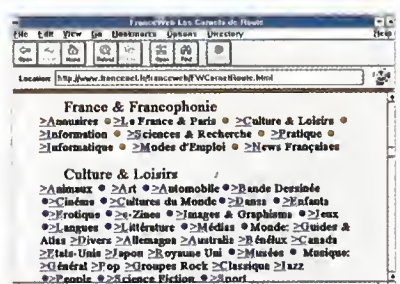 FranceWeb Les Carnets de Route
File Edit View Go Bookmarks Options Directory Help
Open Find
Location: http://www.francenet.fr/franceweb/FWCarnetRoute.html
France & Francophonie
>Annuaires ●>La France & Paris ●>Culture & Loisirs ●
>Information ●>Sciences & Recherche ●>Pratique ●
>Informatique ●>Modes d'Emploi ●>News Françaises
Culture & Loisirs
>Animaux ●>Art ●>Automobile ●>Bande Dessinée
●>Cinéma ●>Cultures du Monde ●>Danse ●>Enfants
●>Erotique ●>e-Zines ●>Images & Graphisme ●>Jeux
●>Langues ●>Littérature ●>Médias ●Monde: >Guides &
Atlas >Divers >Allemagne >Australie >Bénélux >Canada
>Etats-Unis >Japon >Royaume Uni ●>Musées ● Musique:
>Général >Pop >Groupes Rock >Classique >Jazz
●>People ●>Science Fiction ●>Sport